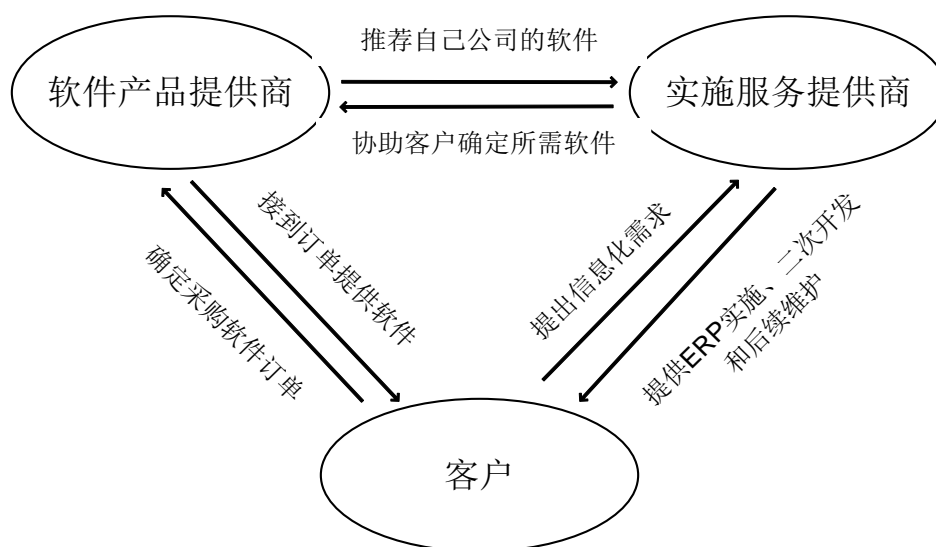 推荐自己公司的软件
软件产品提供商
实施服务提供商
协助客户确定所需软件
接到订单提供软件
确定采购软件订单
提出信息化需求
提供ERP实施、二次开发
和后续维护
客户